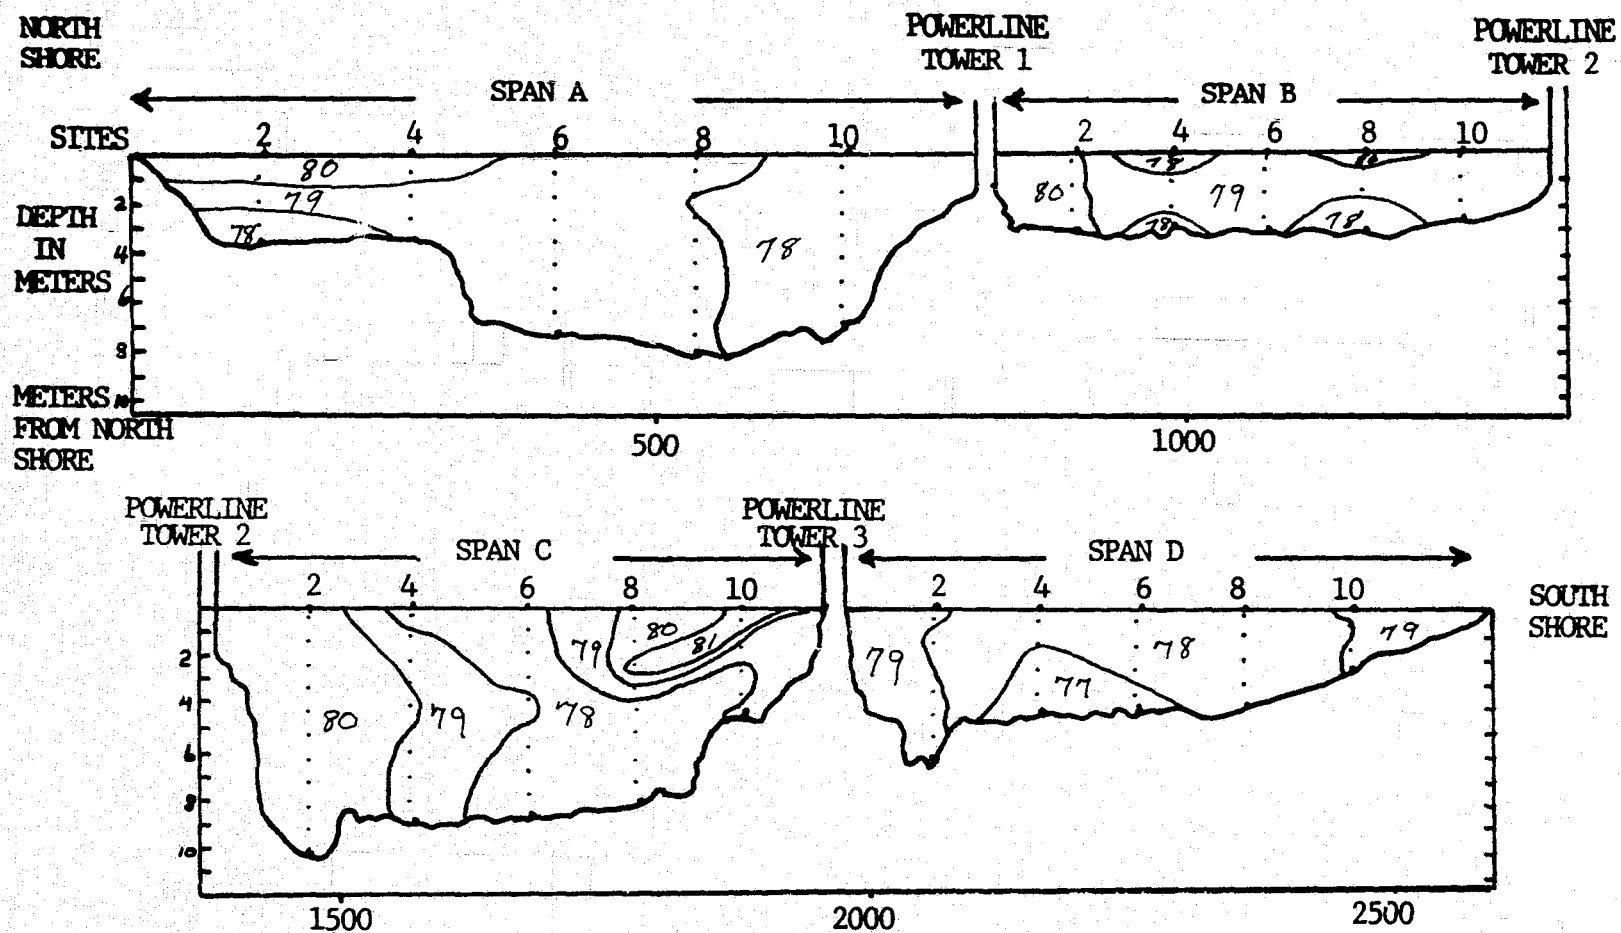 NORTH
SHORE
POWERLINE
TOWER 1
POWERLINE
TOWER 2
SPAN A
SPAN B
SITES 2 4 6 8 10 2 4 6 8 10
80 78 80
79 80 79
78 78 78 78
DEPTH
IN
METERS
2
4
6
8
10
METERS
FROM NORTH
SHORE
500 1000
POWERLINE
TOWER 2
POWERLINE
TOWER 3
SPAN C
SPAN D
2 4 6 8 10 2 4 6 8 10
SOUTH
SHORE
80 81 79
79 79 78
80 79 78 77
2
4
6
8
10
1500 2000 2500